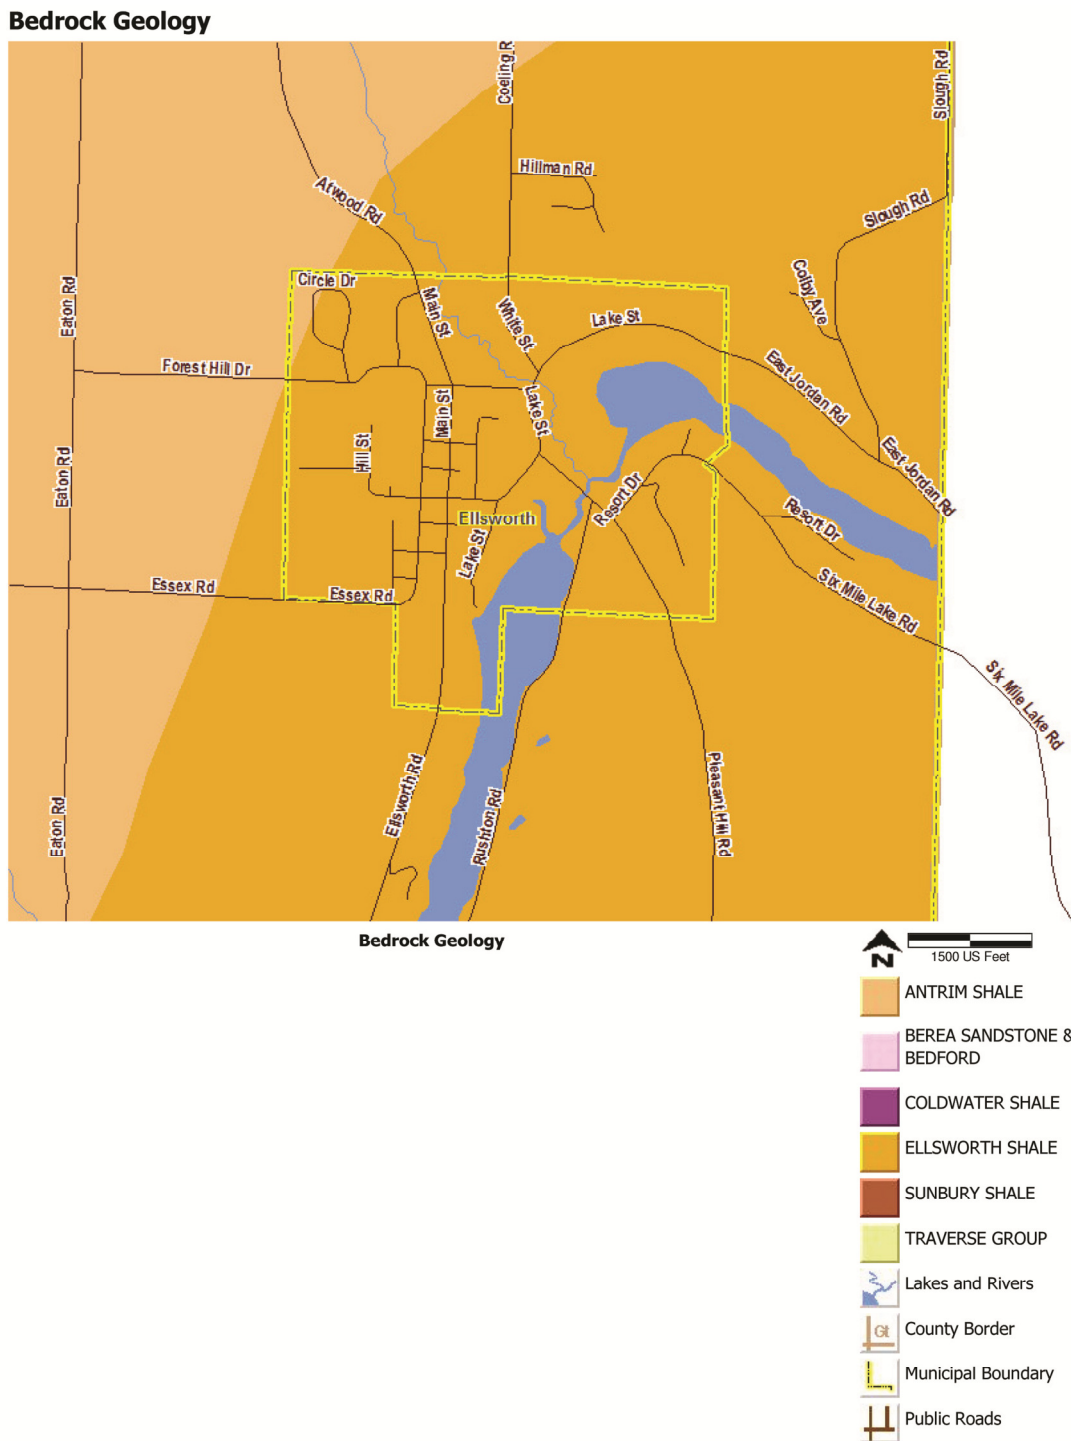 Bedrock Geology
Coeling R
Slough Rd
Hillman Rd
Atwood Rd
Slough Rd
Eaton Rd
Circle Dr
Colby Ave
Main St
White St
Lake St
Forest Hill Dr
East Jordan Rd
Main St
Lake St
Hill St
Eaton Rd
East Jordan Rd
Resort Dr
Ellsworth
Resort Dr
Lake St
Essex Rd
Essex Rd
Six Mile Lake Rd
Six Mile Lake Rd
Ellsworth Rd
Pleasant Hill Rd
Eaton Rd
Rushton Rd
Bedrock Geology
N
1500 US Feet
ANTRIM SHALE
BEREA SANDSTONE &
BEDFORD
COLDWATER SHALE
ELLSWORTH SHALE
SUNBURY SHALE
TRAVERSE GROUP
Lakes and Rivers
Gt
County Border
Municipal Boundary
Public Roads